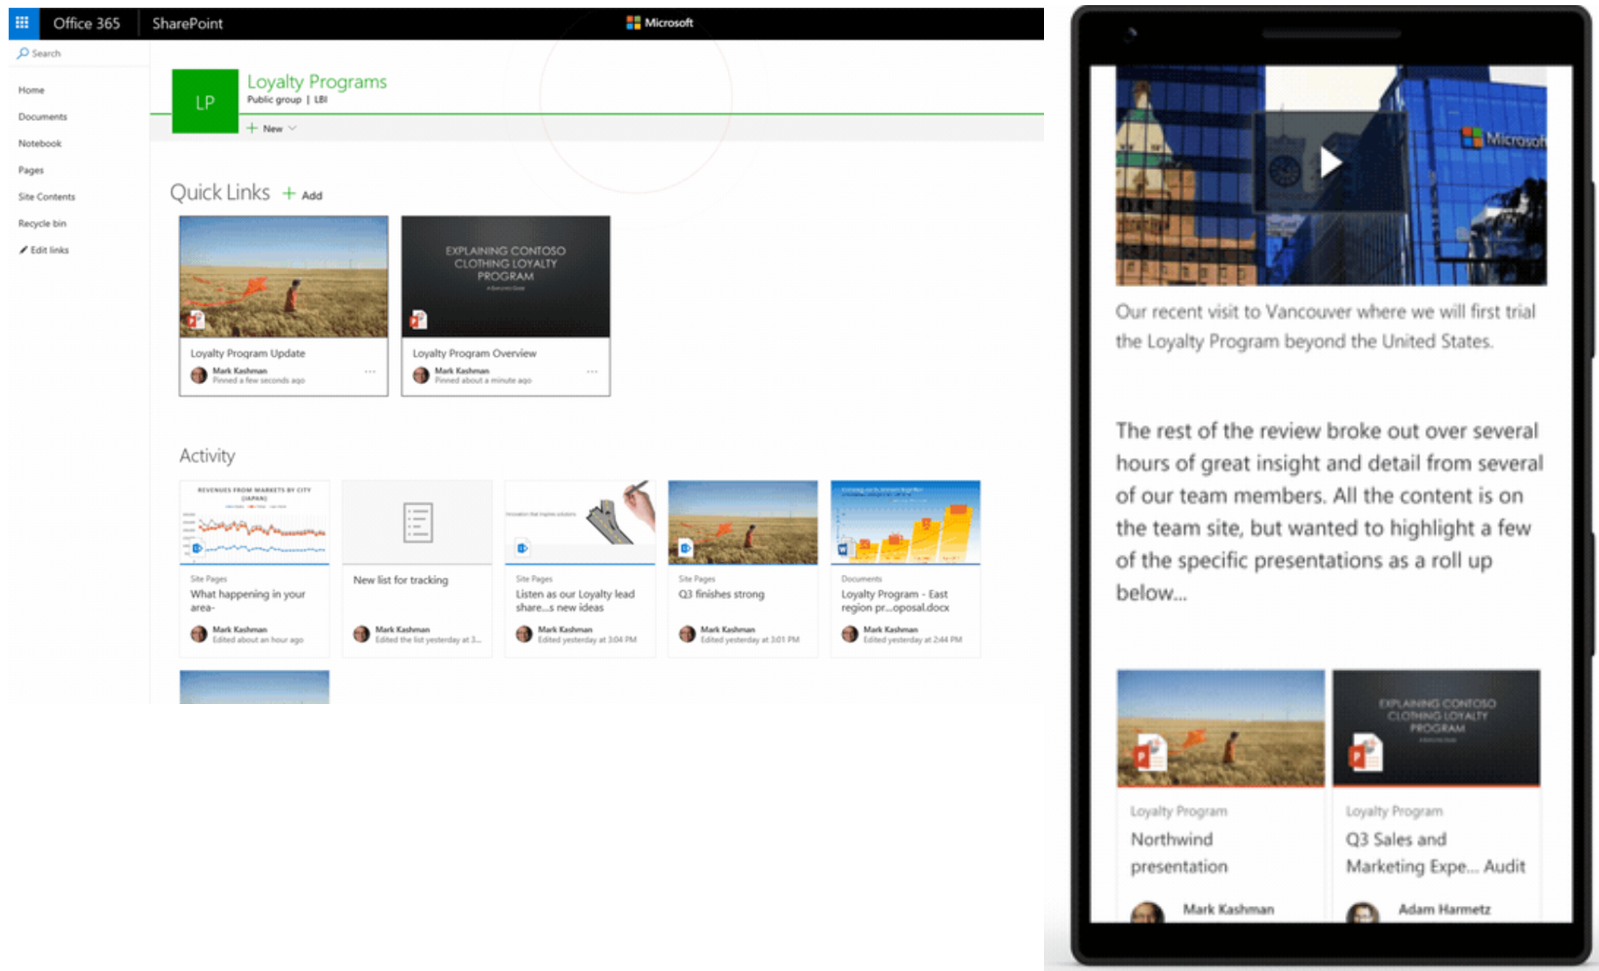 Office 365
SharePoint
Microsoft
Search
Home
Documents
Notebook
Pages
Site Contents
Recycle bin
Edit links
LP
Loyalty Programs
Public group | LBI
+ New
Quick Links + Add
EXPLAINING CONTOSO
CLOTHING LOYALTY
PROGRAM
Loyalty Program Update
Mark Kashman
Pinned a few seconds ago
Loyalty Program Overview
Mark Kashman
Pinned about a minute ago
Activity
REVENUES FROM MARKETS BY CITY
(JAPAN)
Site Pages
What happening in your
area-
Mark Kashman
Edited about an hour ago
New list for tracking
Mark Kashman
Edited the list yesterday at 3...
Innovation that inspires solutions
Site Pages
Listen as our Loyalty lead
share...s new ideas
Mark Kashman
Edited yesterday at 3:04 PM
Site Pages
Q3 finishes strong
Mark Kashman
Edited yesterday at 3:01 PM
Documents
Loyalty Program - East
region pr...oposal.docx
Mark Kashman
Edited yesterday at 2:44 PM
Microsoft
Our recent visit to Vancouver where we will first trial
the Loyalty Program beyond the United States.
The rest of the review broke out over several
hours of great insight and detail from several
of our team members. All the content is on
the team site, but wanted to highlight a few
of the specific presentations as a roll up
below...
P
Loyalty Program
Northwind
presentation
Mark Kashman
EXPLAINING CONTOSO
CLOTHING LOYALTY
PROGRAM
P
Loyalty Program
Q3 Sales and
Marketing Expe... Audit
Adam Harmetz